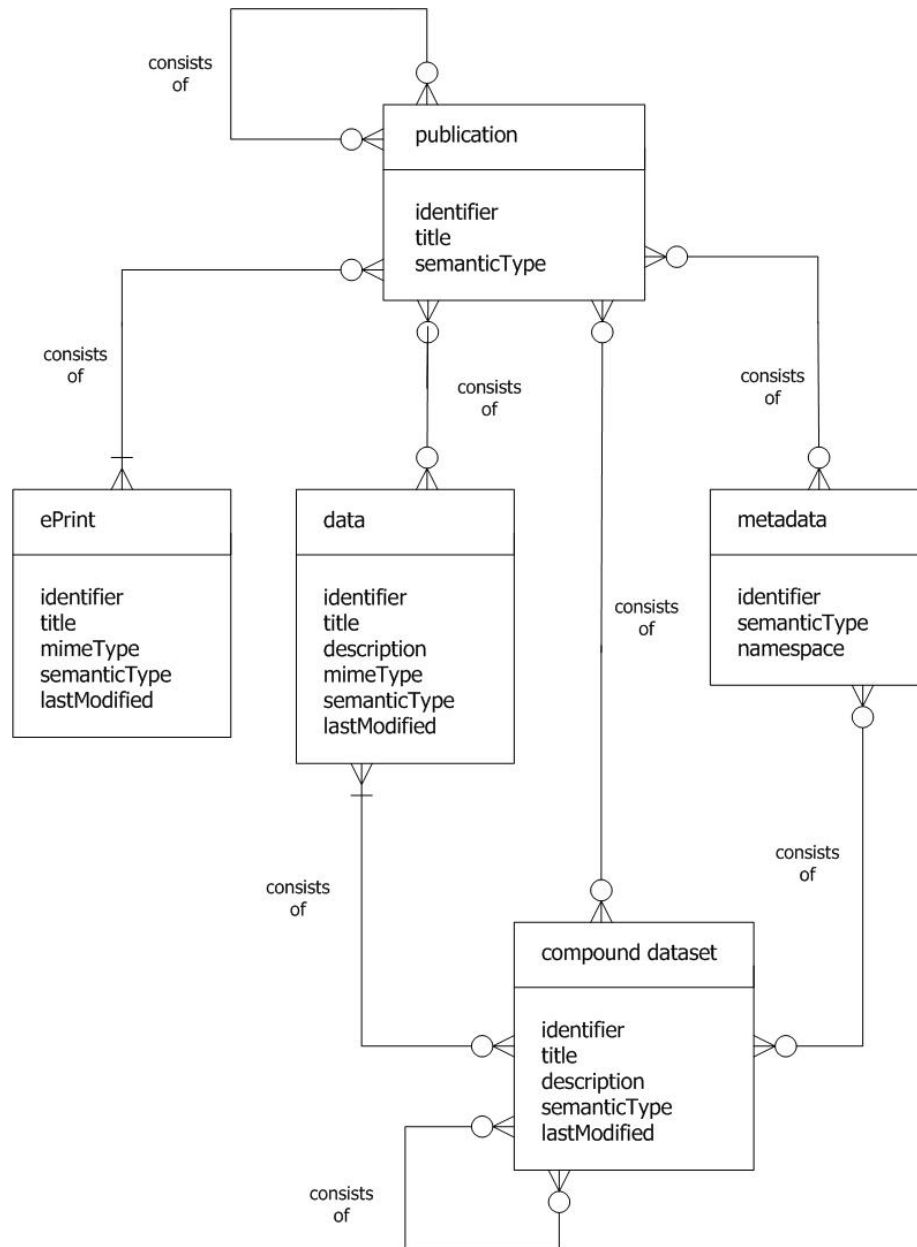 consists
of
publication
identifier
title
semanticType
consists
of
consists
of
consists
of
ePrint
identifier
title
mimeType
semanticType
lastModified
data
identifier
title
description
mimeType
semanticType
lastModified
metadata
identifier
semanticType
namespace
consists
of
consists
of
consists
of
compound dataset
identifier
title
description
semanticType
lastModified
consists
of